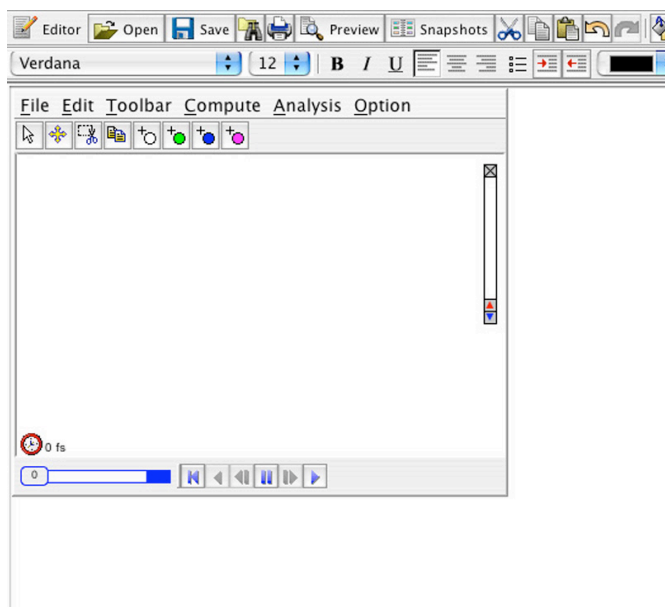 Editor Open Save Preview Snapshots
Verdana 12 B I U
File Edit Toolbar Compute Analysis Option
0 fs
0